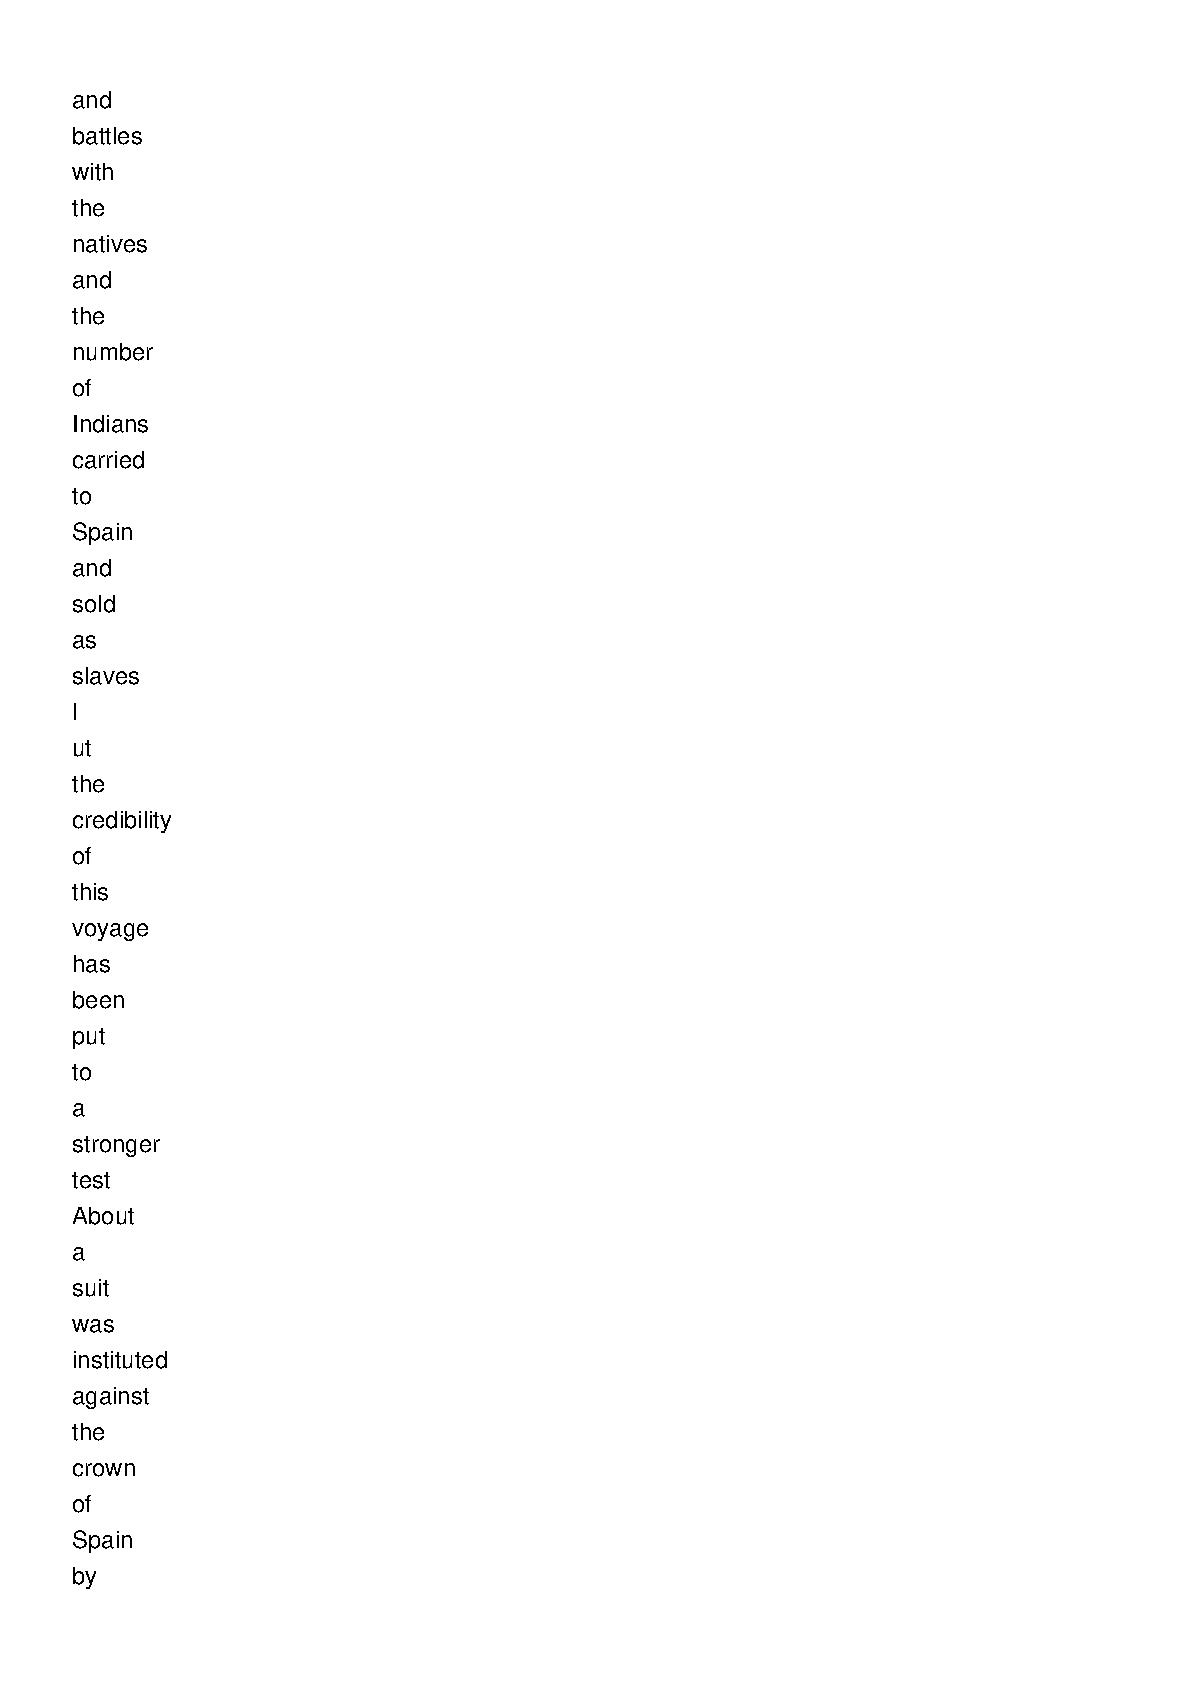 and
battles
with
the
natives
and
the
number
of
Indians
carried
to
Spain
and
sold
as
slaves
I
ut
the
credibility
of
this
voyage
has
been
put
to
a
stronger
test
About
a
suit
was
instituted
against
the
crown
of
Spain
by